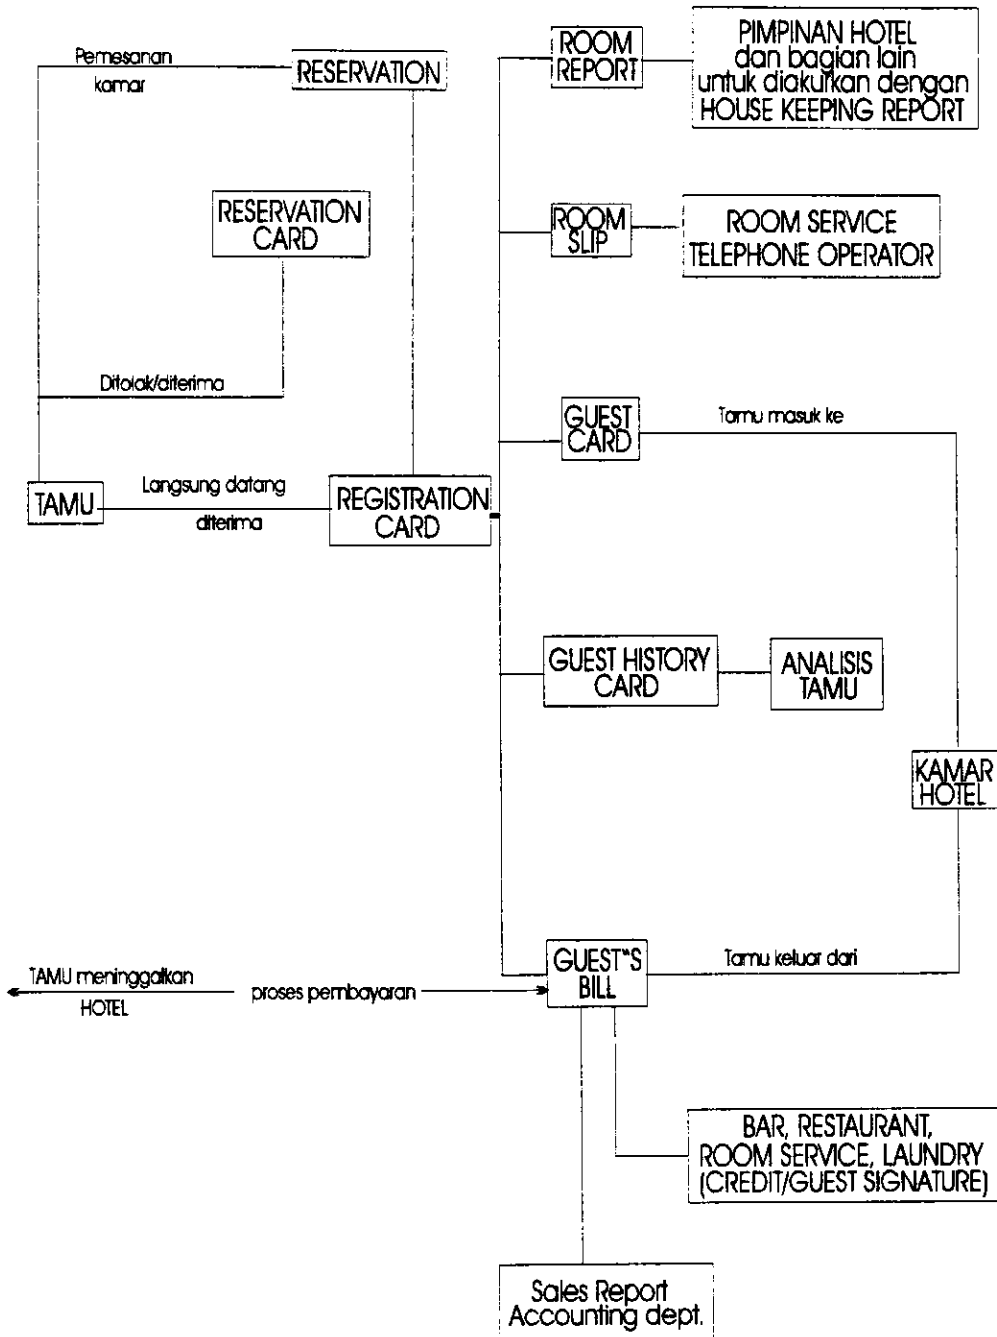 Pemesanan
kamar
RESERVATION
ROOM
REPORT
PIMPINAN HOTEL
dan bagian lain
untuk diakurkan dengan
HOUSE KEEPING REPORT
RESERVATION
CARD
ROOM
SLIP
ROOM SERVICE
TELEPHONE OPERATOR
Ditolak/diterima
GUEST
CARD
Tamu masuk ke
TAMU
Langsung datang
diterima
REGISTRATION
CARD
GUEST HISTORY
CARD
ANALISIS
TAMU
KAMAR
HOTEL
TAMU meninggalkan
HOTEL
proses pembayaran
GUEST"S
BILL
Tamu keluar dari
BAR, RESTAURANT,
ROOM SERVICE, LAUNDRY
(CREDIT/GUEST SIGNATURE)
Sales Report
Accounting dept.